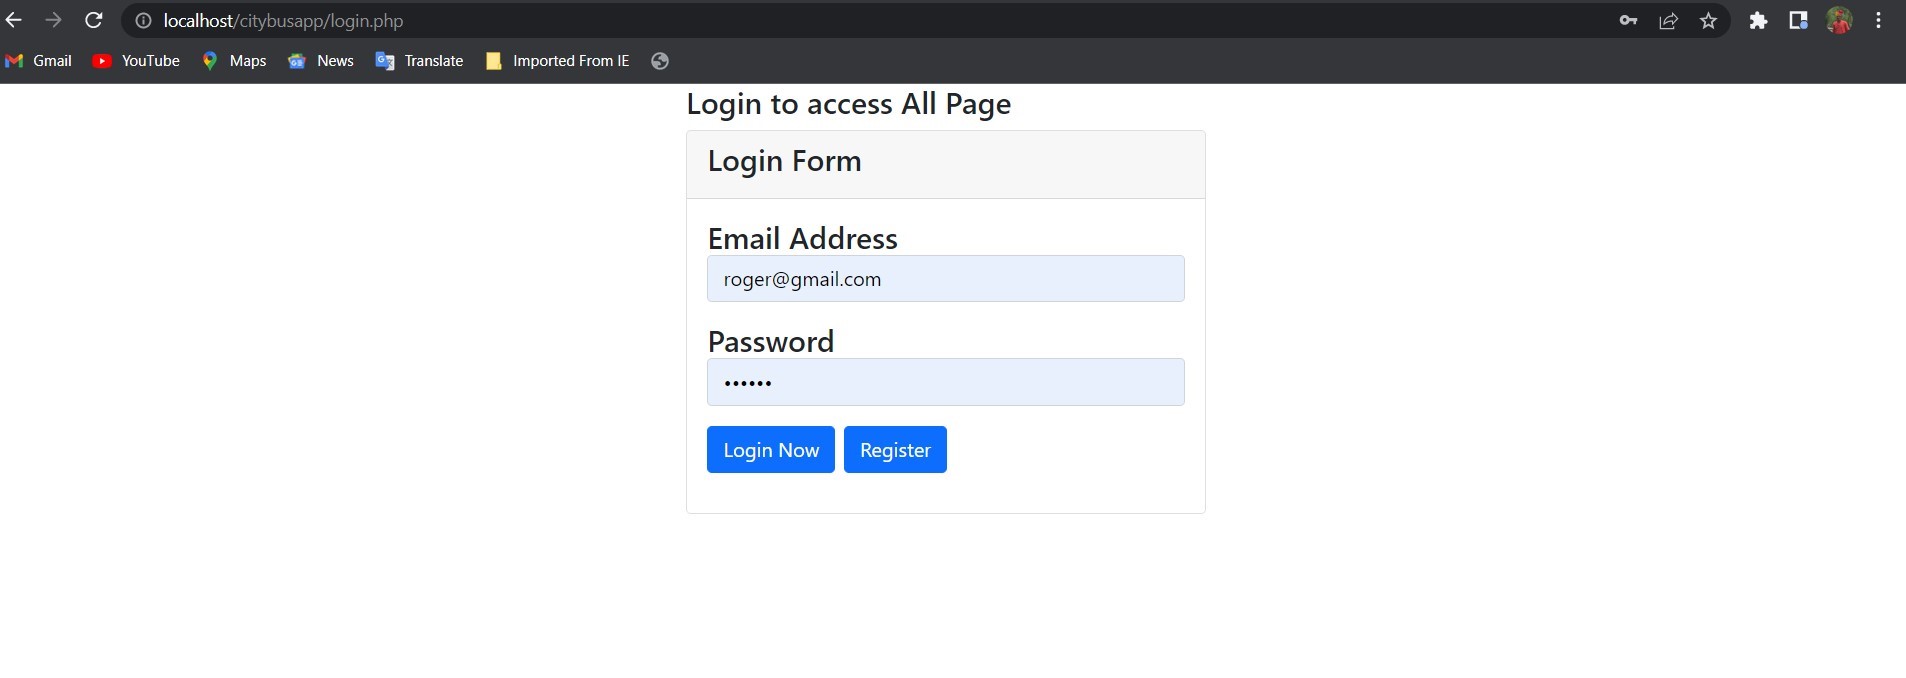 localhost/citybusapp/login.php
Gmail YouTube Maps News Translate Imported From IE
Login to access All Page
Login Form
Email Address
roger@gmail.com
Password
••••••
Login Now Register